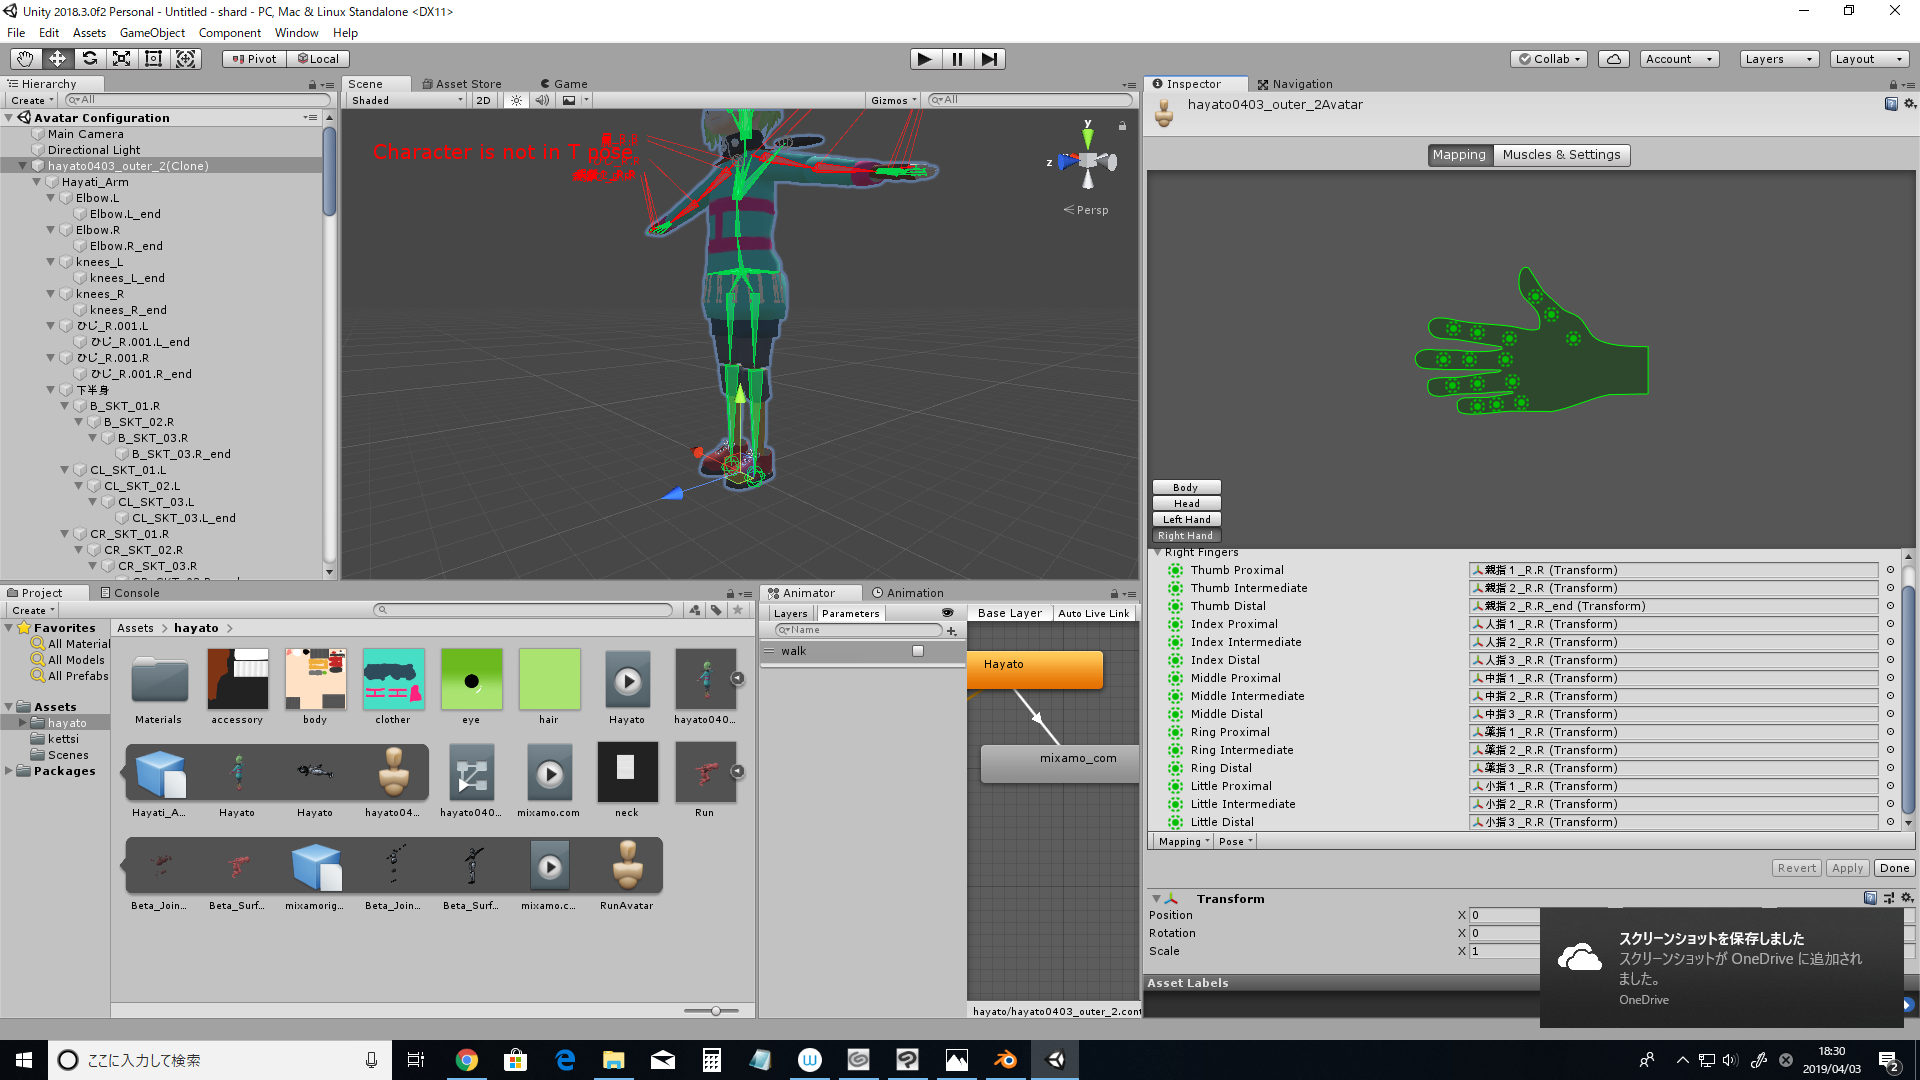 Unity 2018.3.0f2 Personal - Untitled - shard - PC, Mac & Linux Standalone <DX11>
File Edit Assets GameObject Component Window Help
Pivot Local Collab Account Layers Layout
Hierarchy
Create All
Avatar Configuration
Main Camera
Directional Light
hayato0403_outer_2(Clone)
Hayati_Arm
Elbow.L
Elbow.L_end
Elbow.R
Elbow.R_end
knees_L
knees_L_end
knees_R
knees_R_end
ひじ_R.001.L
ひじ_R.001.L_end
ひじ_R.001.R
ひじ_R.001.R_end
下半身
B_SKT_01.R
B_SKT_02.R
B_SKT_03.R
B_SKT_03.R_end
CL_SKT_01.L
CL_SKT_02.L
CL_SKT_03.L
CL_SKT_03.L_end
CR_SKT_01.R
CR_SKT_02.R
CR_SKT_03.R
Scene Asset Store Game
Shaded 2D Gizmos All
Character is not in T pose
y
z
Persp
Inspector Navigation
hayato0403_outer_2Avatar
Mapping Muscles & Settings
Body
Head
Left Hand
Right Hand
Right Fingers
Thumb Proximal 親指1_R.R (Transform)
Thumb Intermediate 親指2_R.R (Transform)
Thumb Distal 親指2_R.R_end (Transform)
Index Proximal 人指1_R.R (Transform)
Index Intermediate 人指2_R.R (Transform)
Index Distal 人指3_R.R (Transform)
Middle Proximal 中指1_R.R (Transform)
Middle Intermediate 中指2_R.R (Transform)
Middle Distal 中指3_R.R (Transform)
Ring Proximal 薬指1_R.R (Transform)
Ring Intermediate 薬指2_R.R (Transform)
Ring Distal 薬指3_R.R (Transform)
Little Proximal 小指1_R.R (Transform)
Little Intermediate 小指2_R.R (Transform)
Little Distal 小指3_R.R (Transform)
Mapping Pose
Revert Apply Done
Transform
Position X 0
Rotation X 0
Scale X 1
Asset Labels
Project Console
Create
Favorites
All Material
All Models
All Prefabs
Assets
hayato
kettsi
Scenes
Packages
Assets > hayato >
Materials accessory body clother eye hair Hayato hayato040...
Hayati_A... Hayato Hayato hayato04... hayato040... mixamo.com neck Run
Beta_Join... Beta_Surf... mixamorig... Beta_Join... Beta_Surf... mixamo.c... RunAvatar
Animator Animation
Layers Parameters Base Layer Auto Live Link
Name
walk
Hayato
mixamo_com
hayato/hayato0403_outer_2.cont
スクリーンショットを保存しました
スクリーンショットが OneDrive に追加され
ました。
OneDrive
ここに入力して検索
18:30
2019/04/03
2